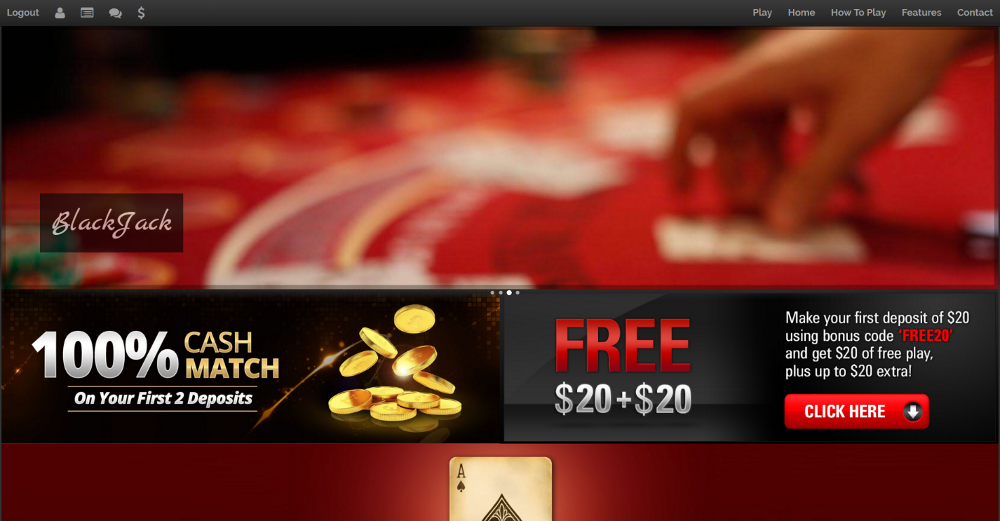 Logout $ Play Home How To Play Features Contact
BlackJack
100% CASH
MATCH
On Your First 2 Deposits
FREE
$20+$20
Make your first deposit of $20
using bonus code 'FREE20'
and get $20 of free play,
plus up to $20 extra!
CLICK HERE
A